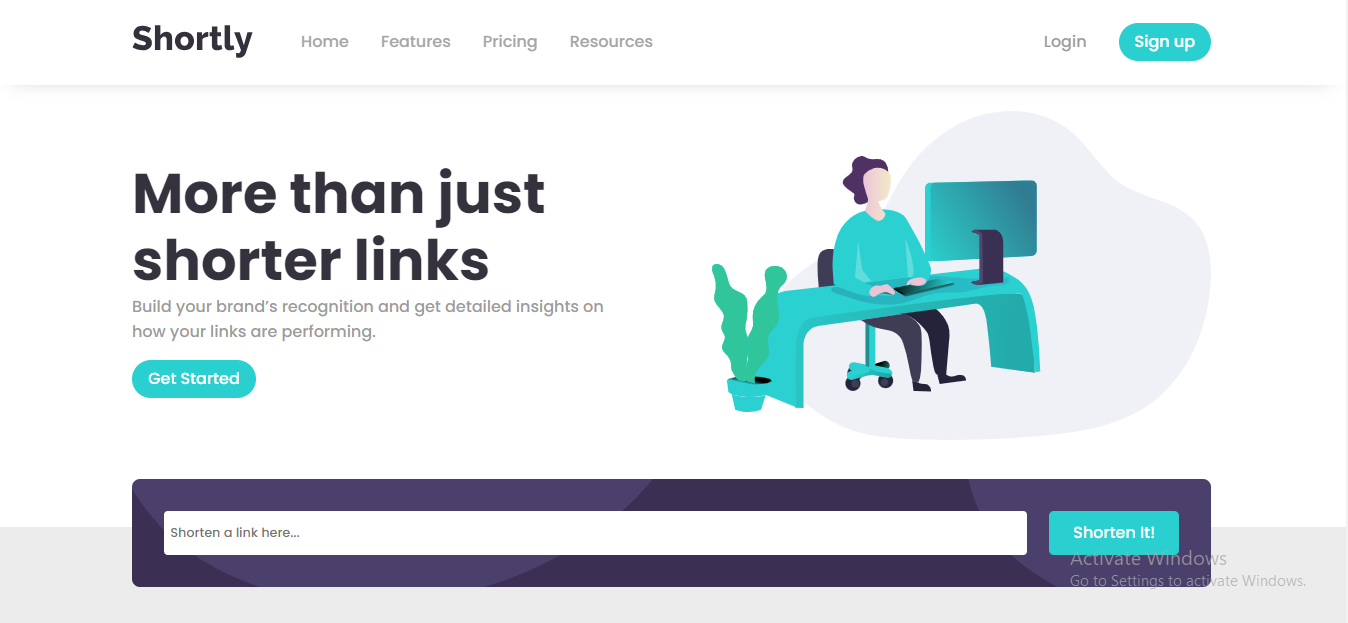 Shortly
Home Features Pricing Resources
Login Sign up
More than just
shorter links
Build your brand’s recognition and get detailed insights on
how your links are performing.
Get Started
Shorten a link here...
Shorten It!
Activate Windows
Go to Settings to activate Windows.